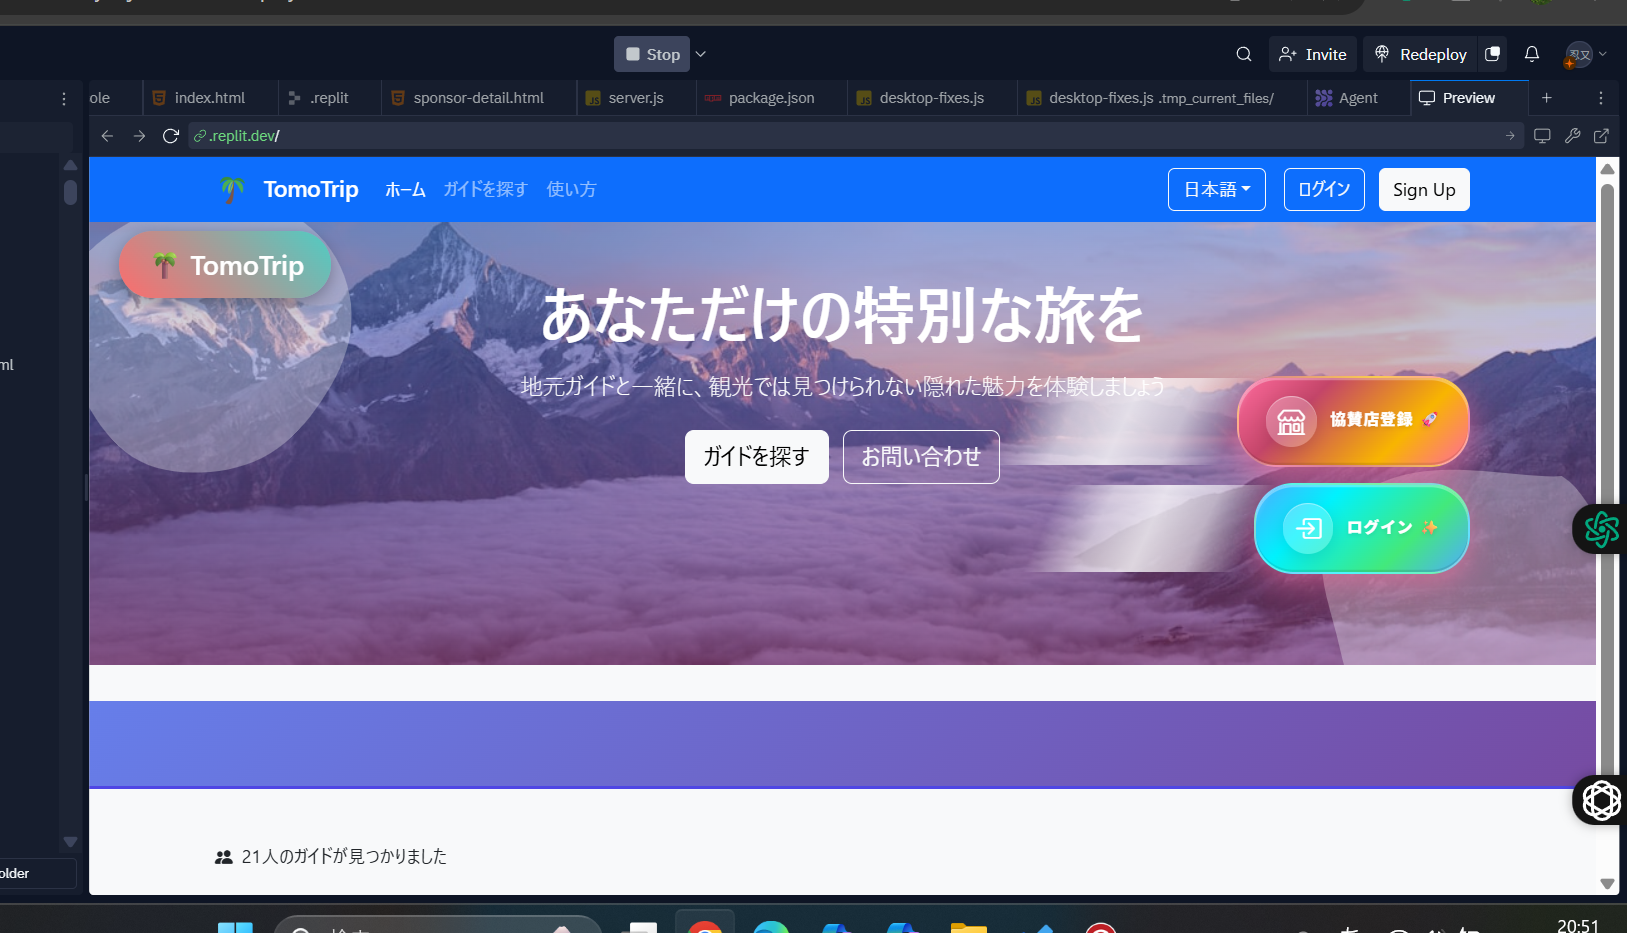 Stop
Invite
Redeploy
ole
index.html
.replit
sponsor-detail.html
server.js
package.json
desktop-fixes.js
desktop-fixes.js .tmp_current_files/
Agent
Preview
.replit.dev/
TomoTrip
ホーム
ガイドを探す
使い方
日本語
ログイン
Sign Up
TomoTrip
あなただけの特別な旅を
地元ガイドと一緒に、観光では見つけられない隠れた魅力を体験しましょう
ml
協賛店登録 🚀
ガイドを探す
お問い合わせ
ログイン ✨
21人のガイドが見つかりました
older
20:51